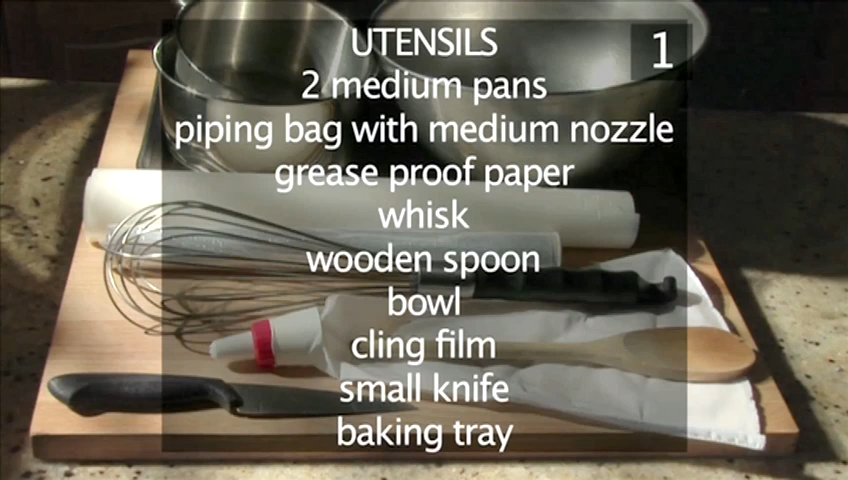 UTENSILS
1
2 medium pans
piping bag with medium nozzle
grease proof paper
whisk
wooden spoon
bowl
cling film
small knife
baking tray